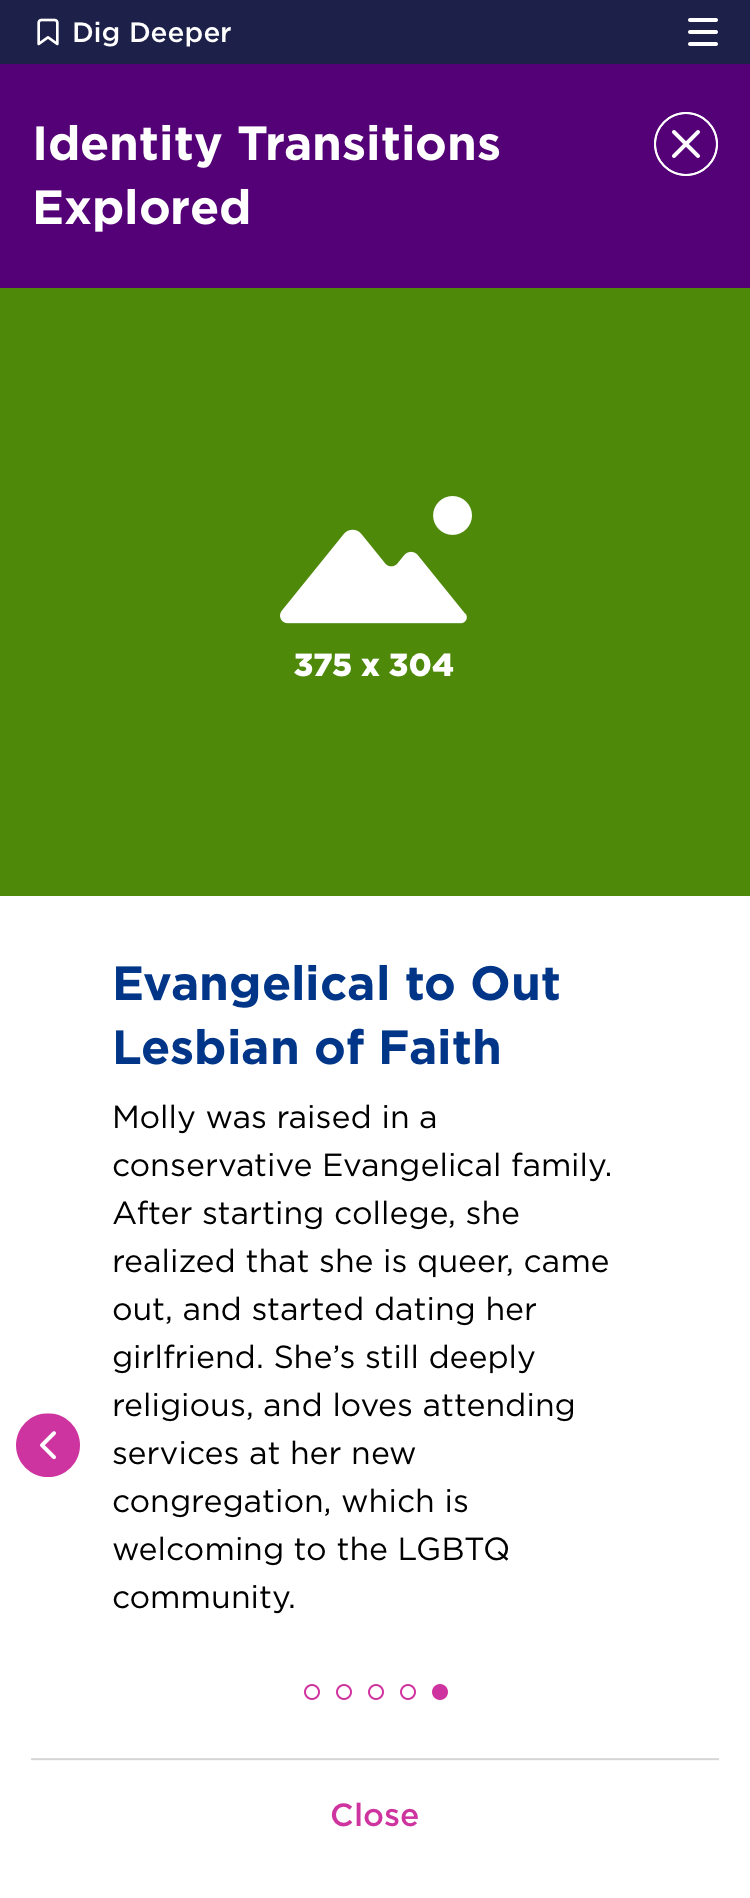 Dig Deeper
Identity Transitions
Explored
375 x 304
Evangelical to Out
Lesbian of Faith
Molly was raised in a
conservative Evangelical family.
After starting college, she
realized that she is queer, came
out, and started dating her
girlfriend. She’s still deeply
religious, and loves attending
services at her new
congregation, which is
welcoming to the LGBTQ
community.
Close